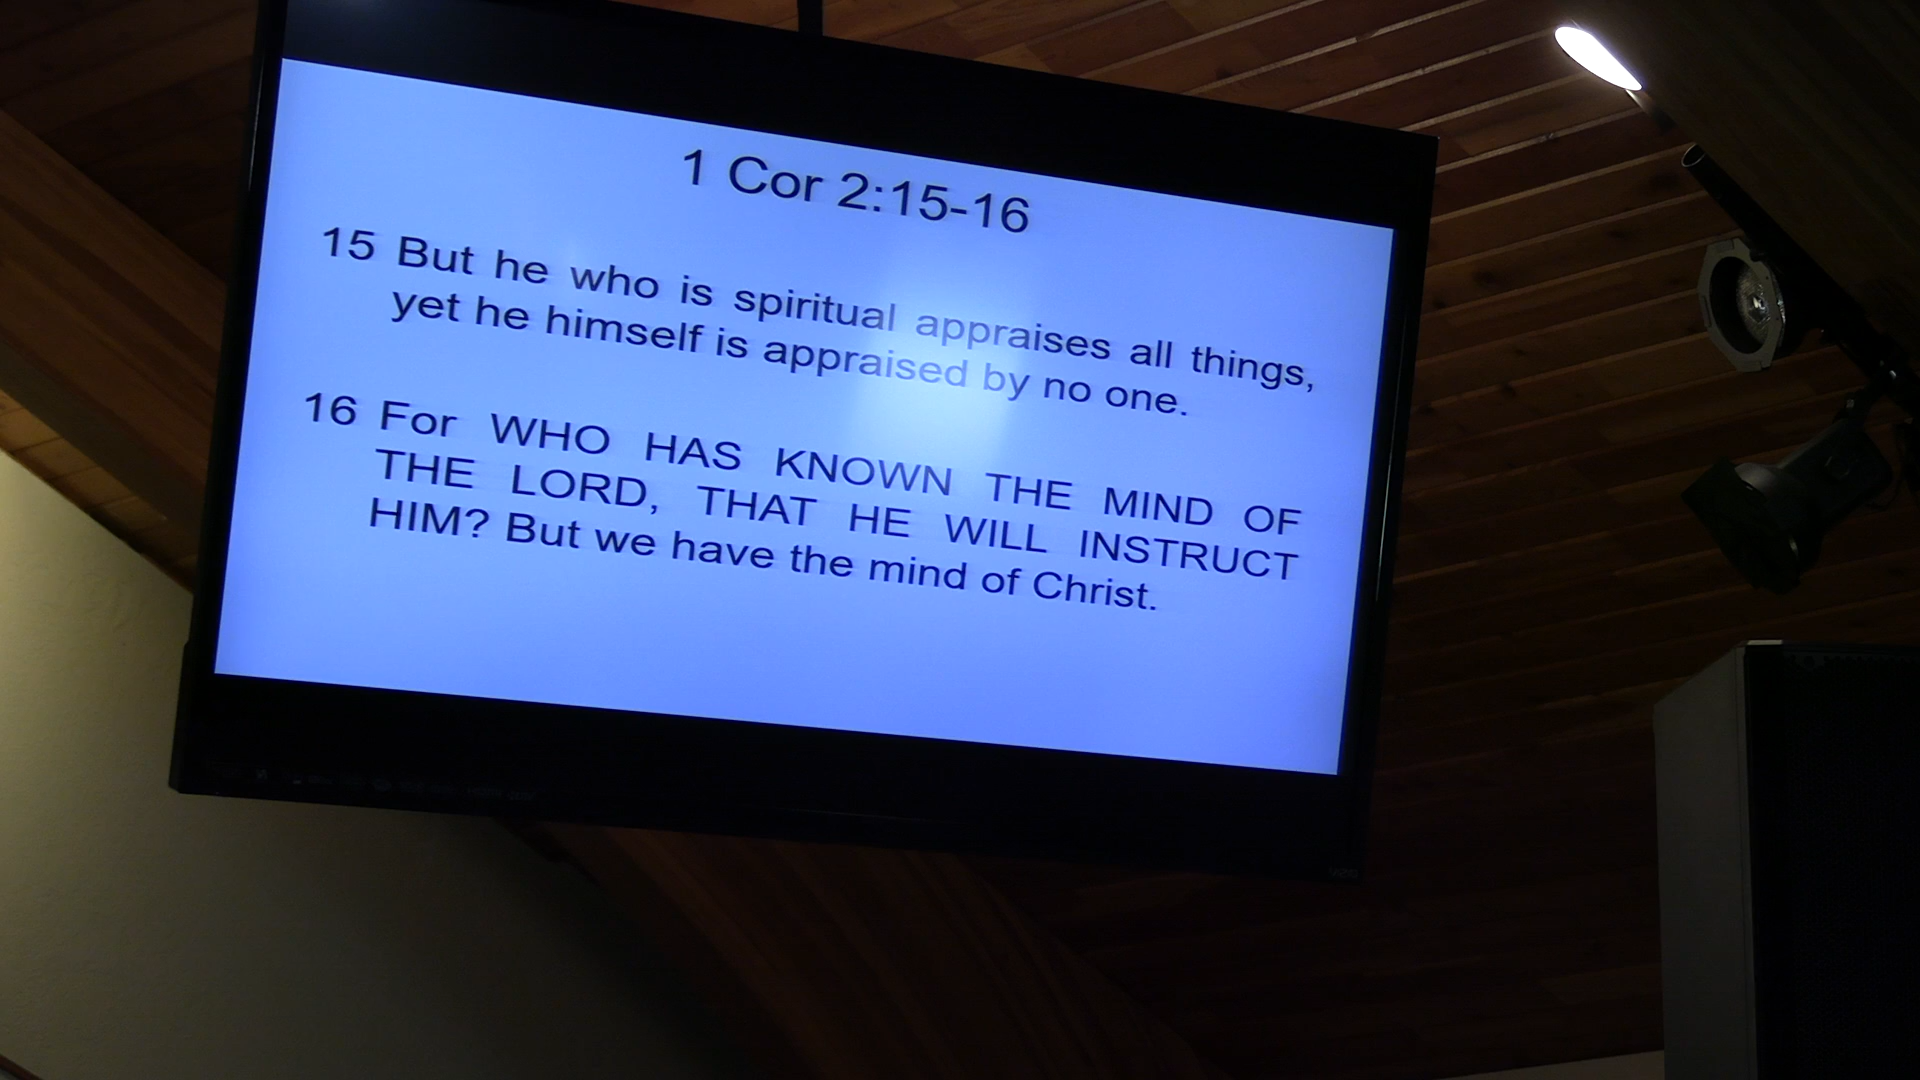 1 Cor 2:15-16
15 But he who is spiritual appraises all things,
yet he himself is appraised by no one.
16 For WHO HAS KNOWN THE MIND OF
THE LORD, THAT HE WILL INSTRUCT
HIM? But we have the mind of Christ.
VIZIO